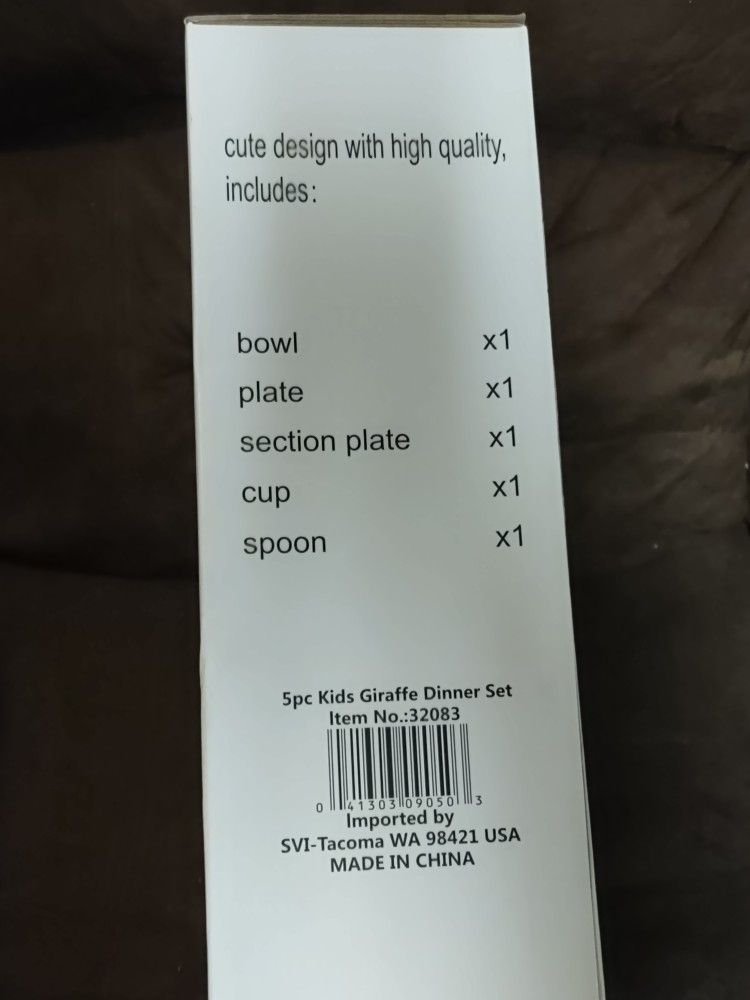 cute design with high quality,
includes:
bowl x1
plate x1
section plate x1
cup x1
spoon x1
5pc Kids Giraffe Dinner Set
Item No.:32083
0 41303 09050 3
Imported by
SVI-Tacoma WA 98421 USA
MADE IN CHINA